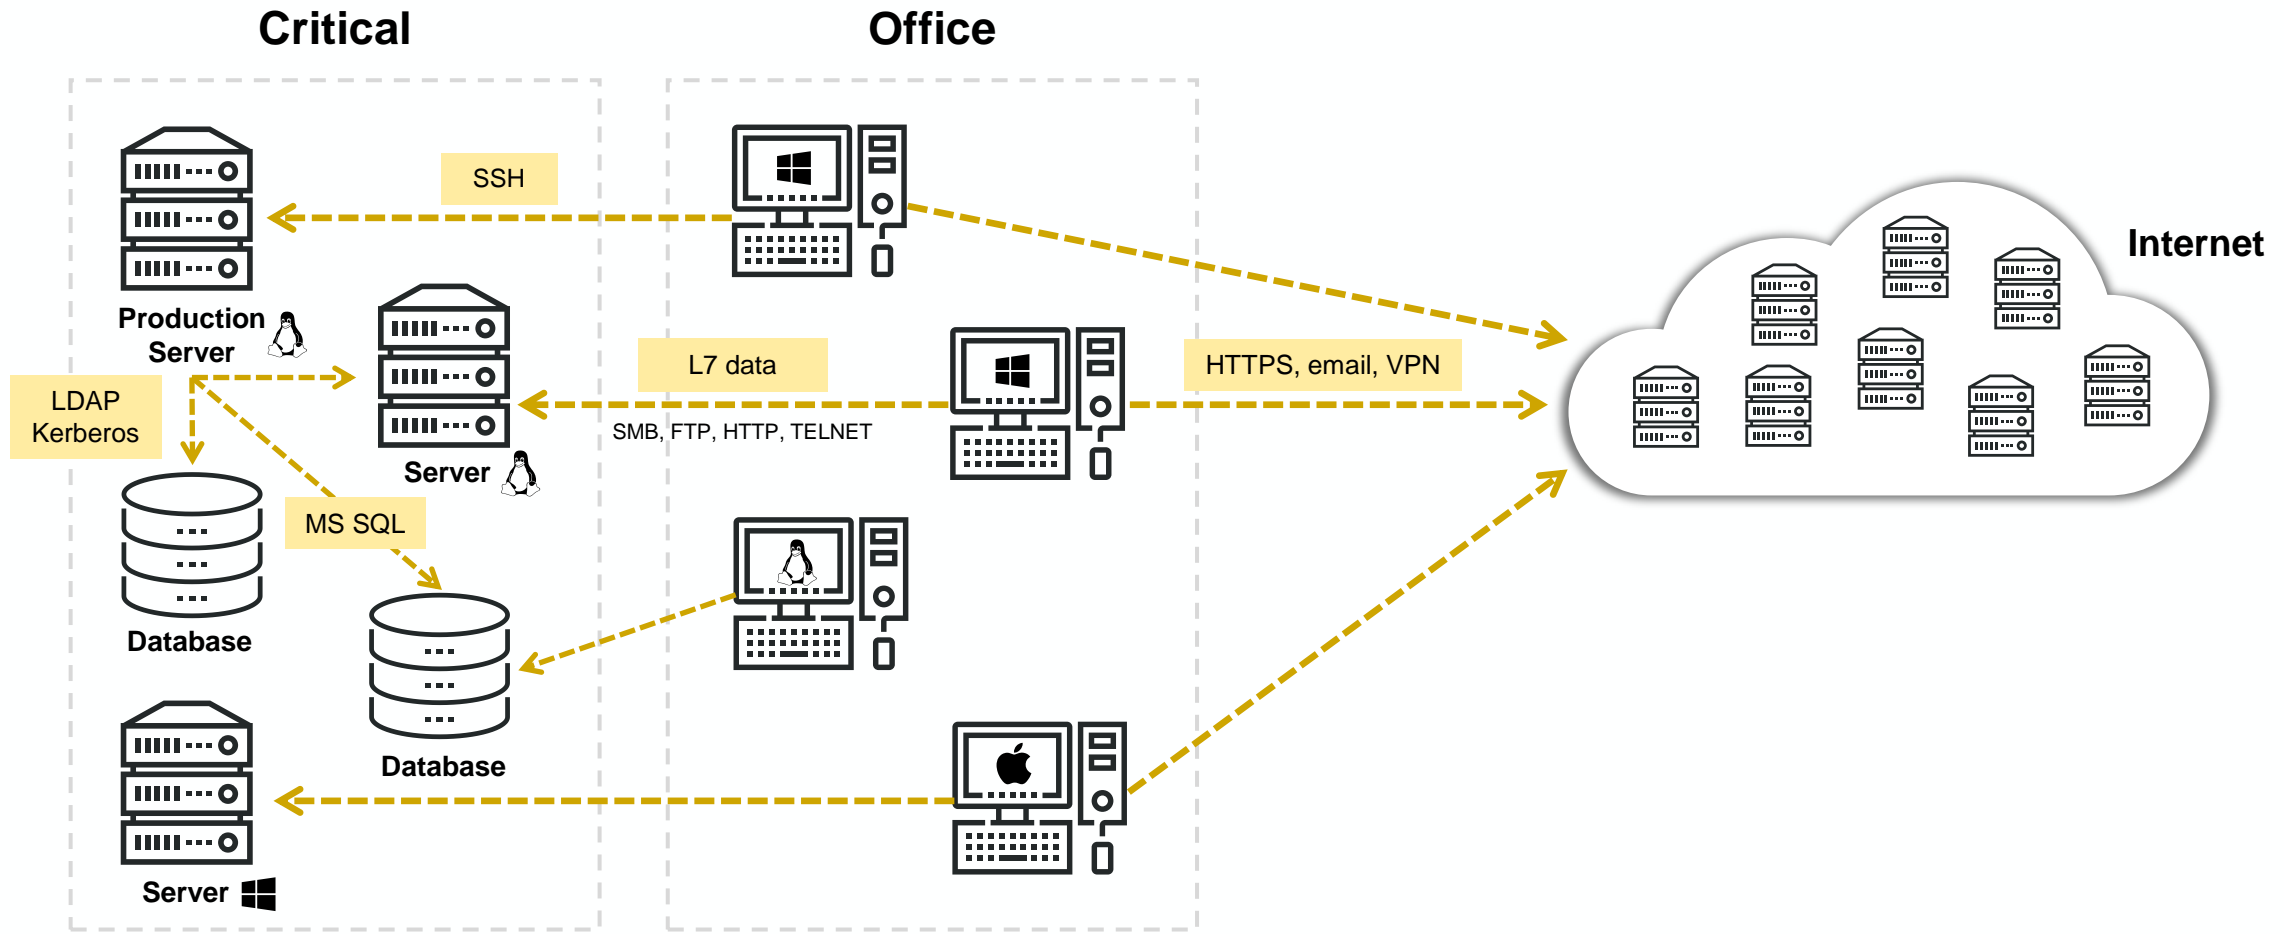 Critical
Office
SSH
Internet
Production
Server
L7 data
HTTPS, email, VPN
LDAP
Kerberos
SMB, FTP, HTTP, TELNET
Server
MS SQL
Database
Database
Server